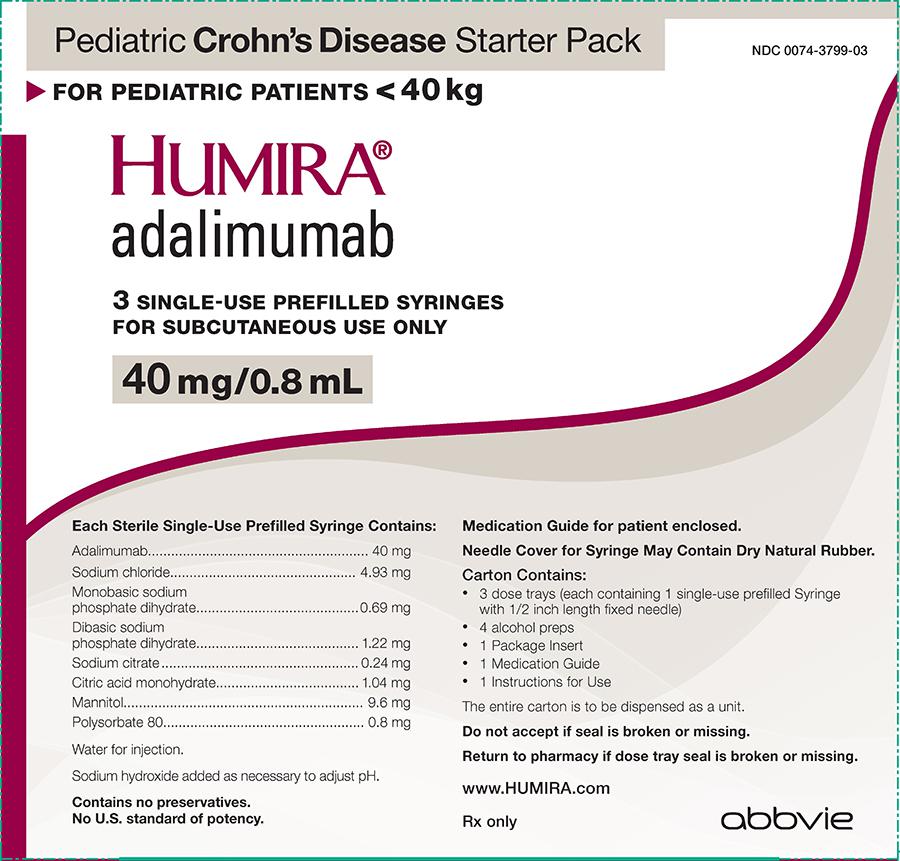 Pediatric Crohn's Disease Starter Pack
NDC 0074-3799-03
FOR PEDIATRIC PATIENTS < 40 kg
HUMIRA®
adalimumab
3 SINGLE-USE PREFILLED SYRINGES
FOR SUBCUTANEOUS USE ONLY
40 mg/0.8 mL
Each Sterile Single-Use Prefilled Syringe Contains:
Adalimumab........................................................ 40 mg
Sodium chloride................................................ 4.93 mg
Monobasic sodium
phosphate dihydrate..........................................0.69 mg
Dibasic sodium
phosphate dihydrate.......................................... 1.22 mg
Sodium citrate................................................... 0.24 mg
Citric acid monohydrate..................................... 1.04 mg
Mannitol.............................................................. 9.6 mg
Polysorbate 80.................................................... 0.8 mg
Water for injection.
Sodium hydroxide added as necessary to adjust pH.
Contains no preservatives.
No U.S. standard of potency.
Medication Guide for patient enclosed.
Needle Cover for Syringe May Contain Dry Natural Rubber.
Carton Contains:
• 3 dose trays (each containing 1 single-use prefilled Syringe
with 1/2 inch length fixed needle)
• 4 alcohol preps
• 1 Package Insert
• 1 Medication Guide
• 1 Instructions for Use
The entire carton is to be dispensed as a unit.
Do not accept if seal is broken or missing.
Return to pharmacy if dose tray seal is broken or missing.
www.HUMIRA.com
Rx only
abbvie